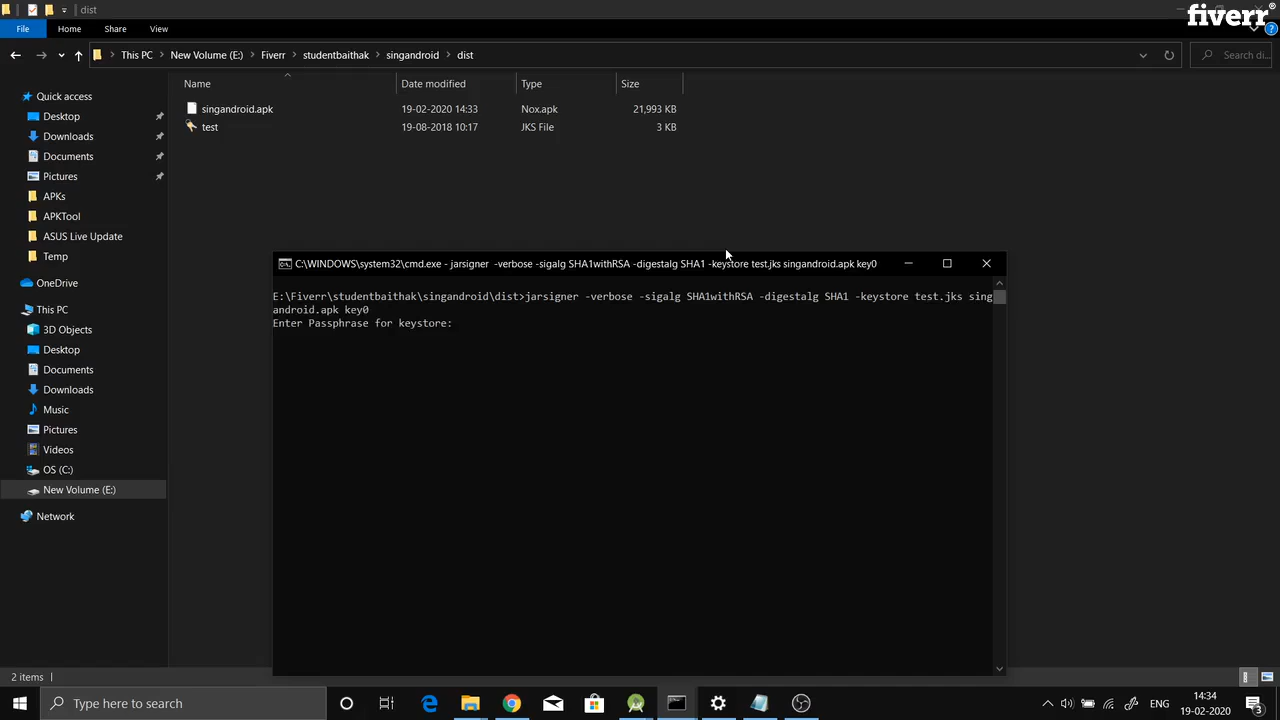 dist
fiverr®
File
Home
Share
View
This PC
New Volume (E:)
Fiverr
studentbaithak
singandroid
dist
Search di...
Name
Date modified
Type
Size
singandroid.apk
19-02-2020 14:33
Nox.apk
21,993 KB
test
19-08-2018 10:17
JKS File
3 KB
Quick access
Desktop
Downloads
Documents
Pictures
APKs
APKTool
ASUS Live Update
Temp
OneDrive
This PC
3D Objects
Desktop
Documents
Downloads
Music
Pictures
Videos
OS (C:)
New Volume (E:)
Network
C:\WINDOWS\system32\cmd.exe - jarsigner -verbose -sigalg SHA1withRSA -digestalg SHA1 -keystore test.jks singandroid.apk key0
E:\Fiverr\studentbaithak\singandroid\dist>jarsigner -verbose -sigalg SHA1withRSA -digestalg SHA1 -keystore test.jks sing
android.apk key0
Enter Passphrase for keystore:
2 items
Type here to search
ENG
14:34
19-02-2020
3